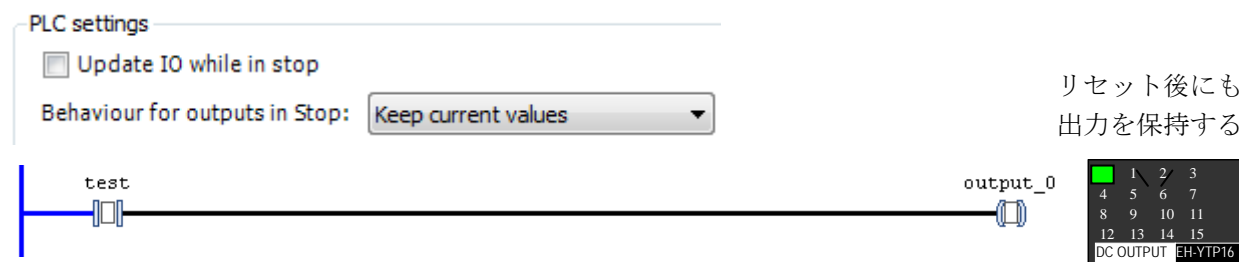 PLC settings
Update IO while in stop
Behaviour for outputs in Stop: Keep current values
リセット後にも
出力を保持する
test
output_0
1 2 3
4 5 6 7
8 9 10 11
12 13 14 15
DC OUTPUT EH-YTP16